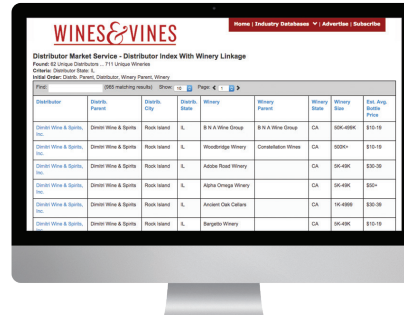 WINES & VINES
Home | Industry Databases | Advertise | Subscribe
Distributor Market Service - Distributor Index With Winery Linkage
Found: 62 Unique Distributors ... 711 Unique Wineries
Criteria: Distributor State: IL
Initial Order: Distrib. Parent, Distributor, Winery Parent, Winery
Find: (985 matching results) Show: 10 Page: 1
Distributor Distrib. Parent Distrib. City Distrib. State Winery Winery Parent Winery State Winery Size Est. Avg. Bottle Price
Dimitri Wine & Spirits, Inc. Dimitri Wine & Spirits Rock Island IL B N A Wine Group B N A Wine Group CA 50K-499K $10-19
Dimitri Wine & Spirits, Inc. Dimitri Wine & Spirits Rock Island IL Woodbridge Winery Constellation Wines CA 500K+ $10-19
Dimitri Wine & Spirits, Inc. Dimitri Wine & Spirits Rock Island IL Adobe Road Winery CA 5K-49K $30-39
Dimitri Wine & Spirits, Inc. Dimitri Wine & Spirits Rock Island IL Alpha Omega Winery CA 5K-49K $50+
Dimitri Wine & Spirits, Inc. Dimitri Wine & Spirits Rock Island IL Ancient Oak Cellars CA 1K-4999 $30-39
Dimitri Wine & Spirits, Inc. Dimitri Wine & Spirits Rock Island IL Bargetto Winery CA 5K-49K $10-19